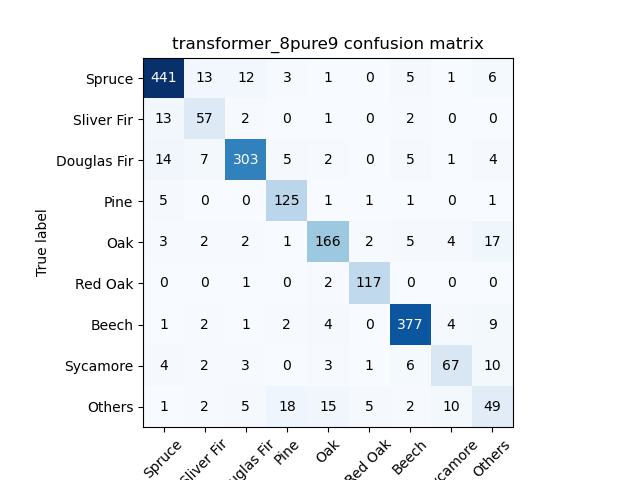 transformer_8pure9 confusion matrix
True label
Spruce 441 13 12 3 1 0 5 1 6
Sliver Fir 13 57 2 0 1 0 2 0 0
Douglas Fir 14 7 303 5 2 0 5 1 4
Pine 5 0 0 125 1 1 1 0 1
Oak 3 2 2 1 166 2 5 4 17
Red Oak 0 0 1 0 2 117 0 0 0
Beech 1 2 1 2 4 0 377 4 9
Sycamore 4 2 3 0 3 1 6 67 10
Others 1 2 5 18 15 5 2 10 49
Spruce Sliver Fir uglas Fir Pine Oak Red Oak Beech ycamore Others